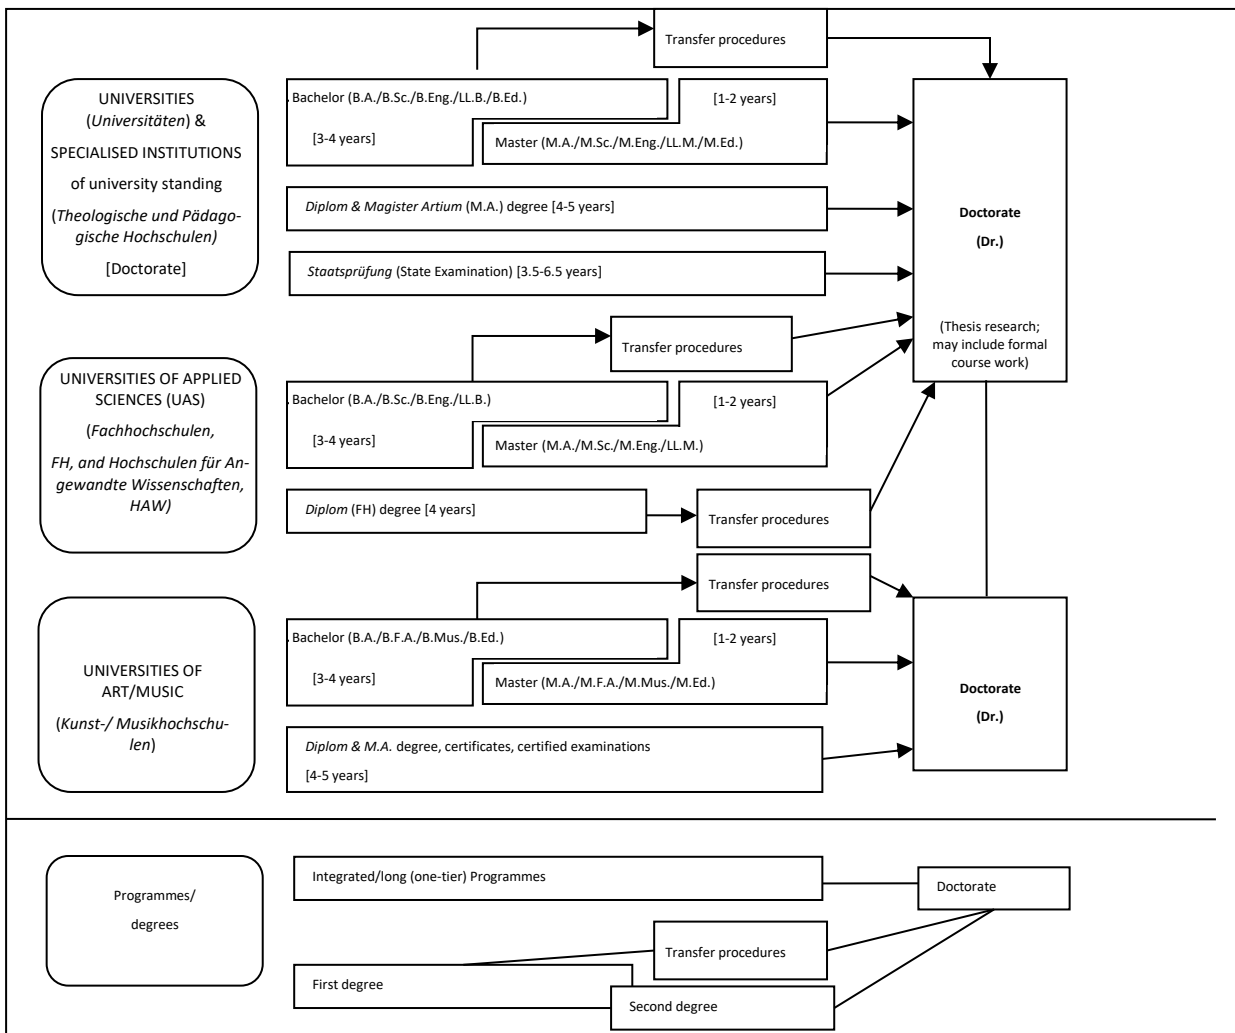 Transfer procedures
UNIVERSITIES
(Universitäten) &
SPECIALISED INSTITUTIONS
of university standing
(Theologische und Pädago-
gische Hochschulen)
[Doctorate]
Bachelor (B.A./B.Sc./B.Eng./LL.B./B.Ed.)
[3-4 years]
[1-2 years]
Master (M.A./M.Sc./M.Eng./LL.M./M.Ed.)
Diplom & Magister Artium (M.A.) degree [4-5 years]
Staatsprüfung (State Examination) [3.5-6.5 years]
Doctorate
(Dr.)
(Thesis research;
may include formal
course work)
UNIVERSITIES OF APPLIED
SCIENCES (UAS)
(Fachhochschulen,
FH, and Hochschulen für An-
gewandte Wissenschaften,
HAW)
Transfer procedures
Bachelor (B.A./B.Sc./B.Eng./LL.B.)
[3-4 years]
[1-2 years]
Master (M.A./M.Sc./M.Eng./LL.M.)
Diplom (FH) degree [4 years]
Transfer procedures
Transfer procedures
UNIVERSITIES OF
ART/MUSIC
(Kunst-/ Musikhochschu-
len)
Bachelor (B.A./B.F.A./B.Mus./B.Ed.)
[3-4 years]
[1-2 years]
Master (M.A./M.F.A./M.Mus./M.Ed.)
Diplom & M.A. degree, certificates, certified examinations
[4-5 years]
Doctorate
(Dr.)
Programmes/
degrees
Integrated/long (one-tier) Programmes
Doctorate
Transfer procedures
First degree
Second degree